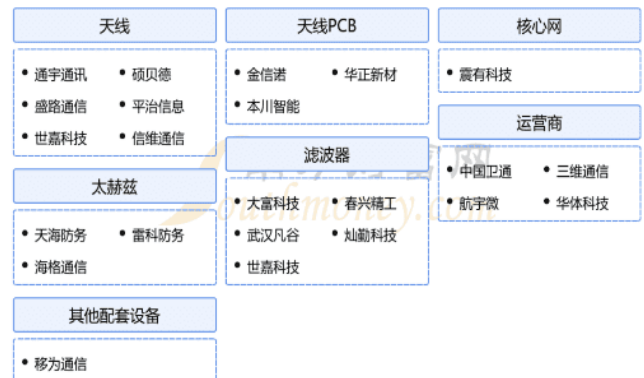 天线
通宇通讯 硕贝德
盛路通信 平治信息
世嘉科技 信维通信
太赫兹
天海防务 雷科防务
海格通信
其他配套设备
移为通信
天线PCB
金信诺 华正新材
本川智能
滤波器
大富科技 春兴精工
武汉凡谷 灿勤科技
世嘉科技
核心网
震有科技
运营商
中国卫通 三维通信
航宇微 华体科技